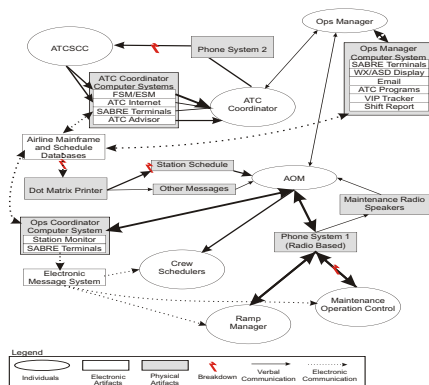 Ops Manager
ATCSCC
Phone System 2
Ops Manager
Computer System
SABRE Terminals
WX/ASD Display
Email
ATC Programs
VIP Tracker
Shift Report
ATC Coordinator
Computer Systems
FSM/ESM
ATC Internet
SABRE Terminals
ATC Advisor
ATC
Coordinator
Airline Mainframe
and Schedule
Databases
Station Schedule
AOM
Dot Matrix Printer
Other Messages
Maintenance Radio
Speakers
Ops Coordinator
Computer System
Station Monitor
SABRE Terminals
Phone System 1
(Radio Based)
Crew
Schedulers
Electronic
Message System
Maintenance
Operation Control
Ramp
Manager
Legend
Individuals
Electronic
Artifacts
Physical
Artifacts
Breakdown
Verbal
Communication
Electronic
Communication